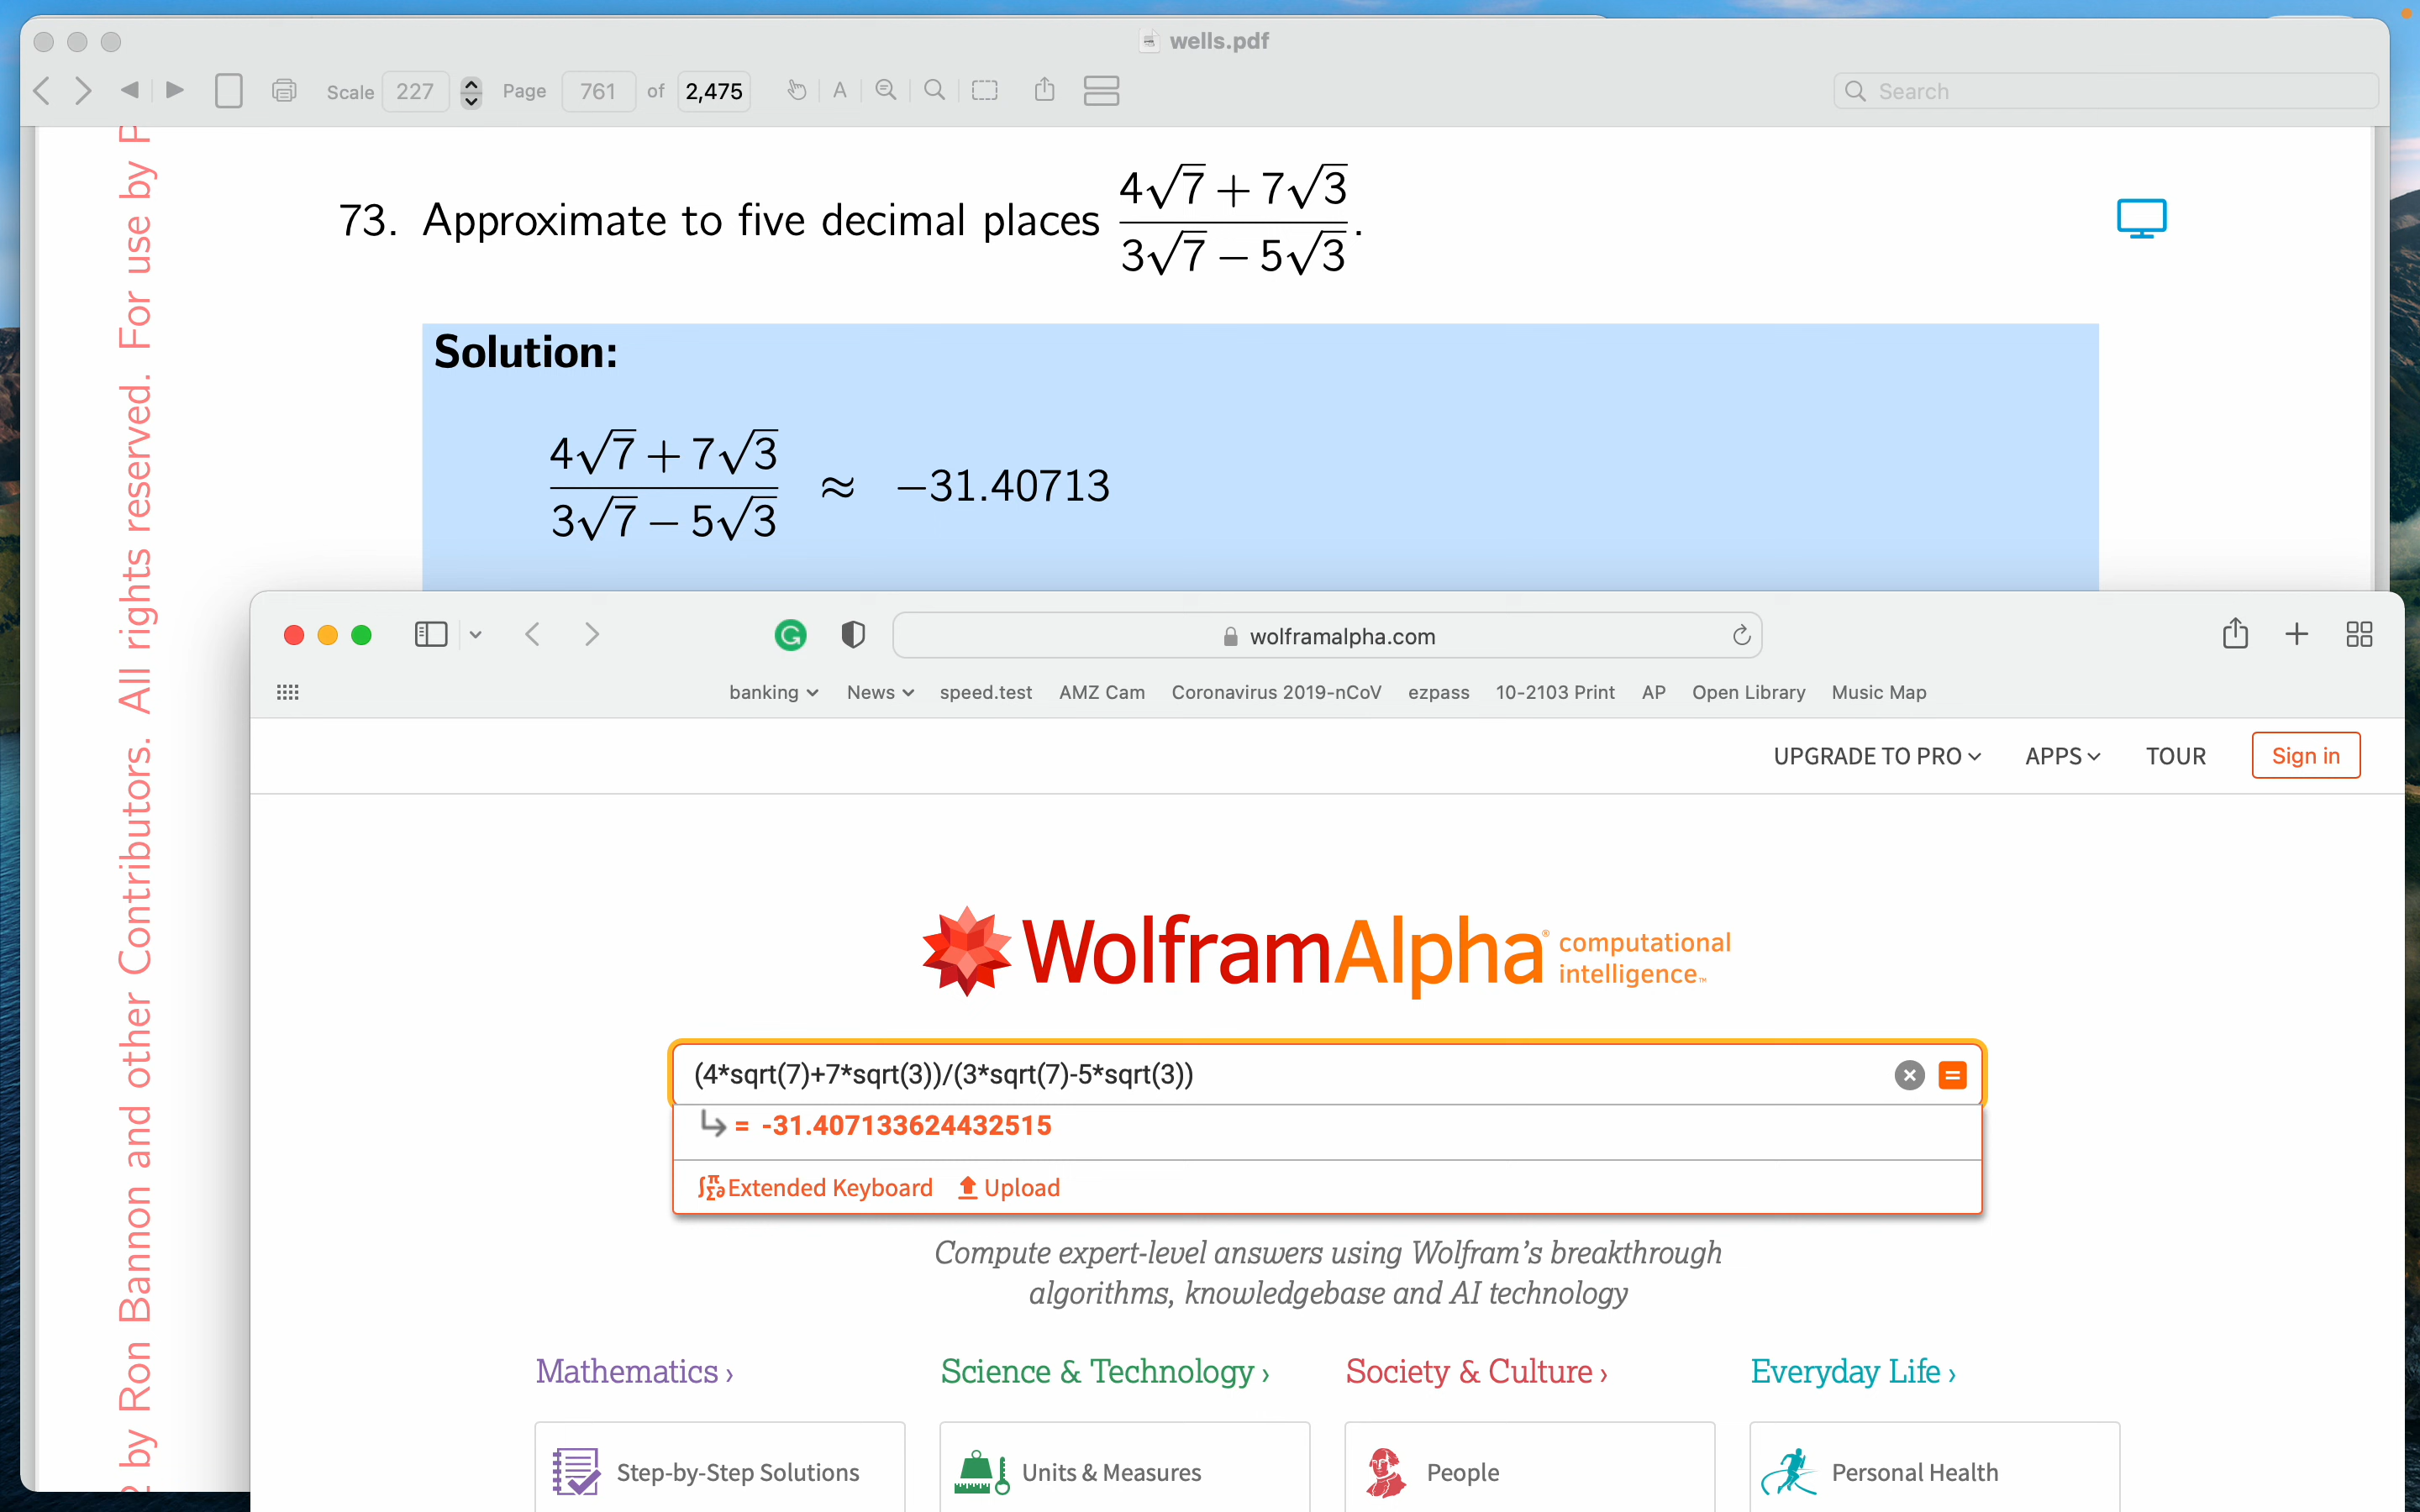 wells.pdf
Scale 227 Page 761 of 2,475 A Search
73. Approximate to five decimal places (4√7 + 7√3)/(3√7 − 5√3).
Solution:
(4√7 + 7√3)/(3√7 − 5√3) ≈ −31.40713
by Ron Bannon and other Contributors. All rights reserved. For use by
wolframalpha.com
banking News speed.test AMZ Cam Coronavirus 2019-nCoV ezpass 10-2103 Print AP Open Library Music Map
UPGRADE TO PRO APPS TOUR Sign in
WolframAlpha® computational
intelligence™
(4*sqrt(7)+7*sqrt(3))/(3*sqrt(7)-5*sqrt(3))
= -31.407133624432515
Extended Keyboard Upload
Compute expert-level answers using Wolfram's breakthrough
algorithms, knowledgebase and AI technology
Mathematics › Science & Technology › Society & Culture › Everyday Life ›
Step-by-Step Solutions Units & Measures People Personal Health